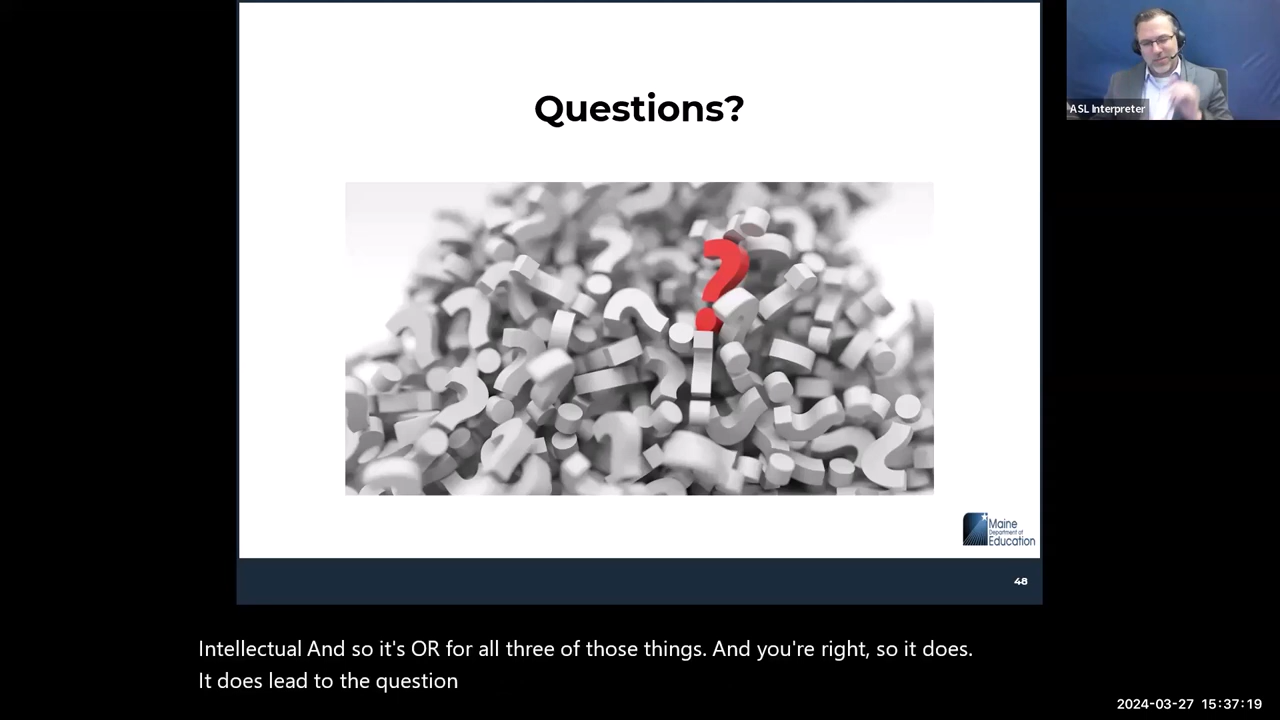 Questions?
ASL Interpreter
Maine
Department of
Education
48
Intellectual And so it's OR for all three of those things. And you're right, so it does.
It does lead to the question
2024-03-27 15:37:19